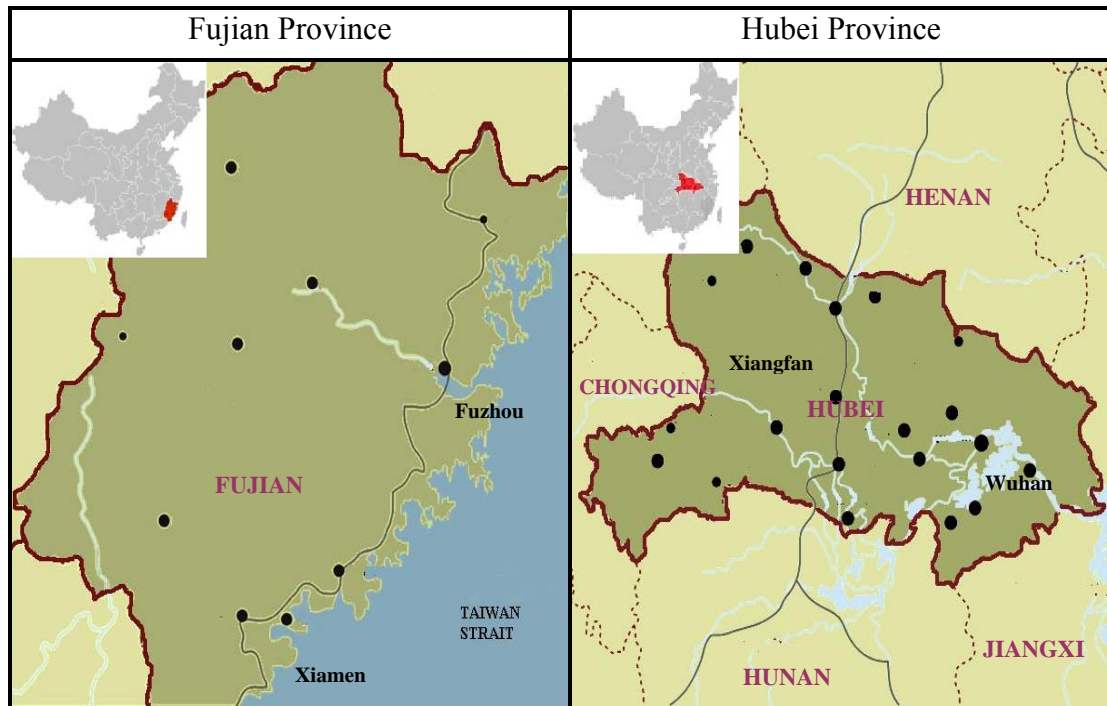 Fujian Province
Hubei Province
Fuzhou
FUJIAN
TAIWAN
STRAIT
Xiamen
HENAN
Xiangfan
CHONGQING
HUBEI
Wuhan
JIANGXI
HUNAN